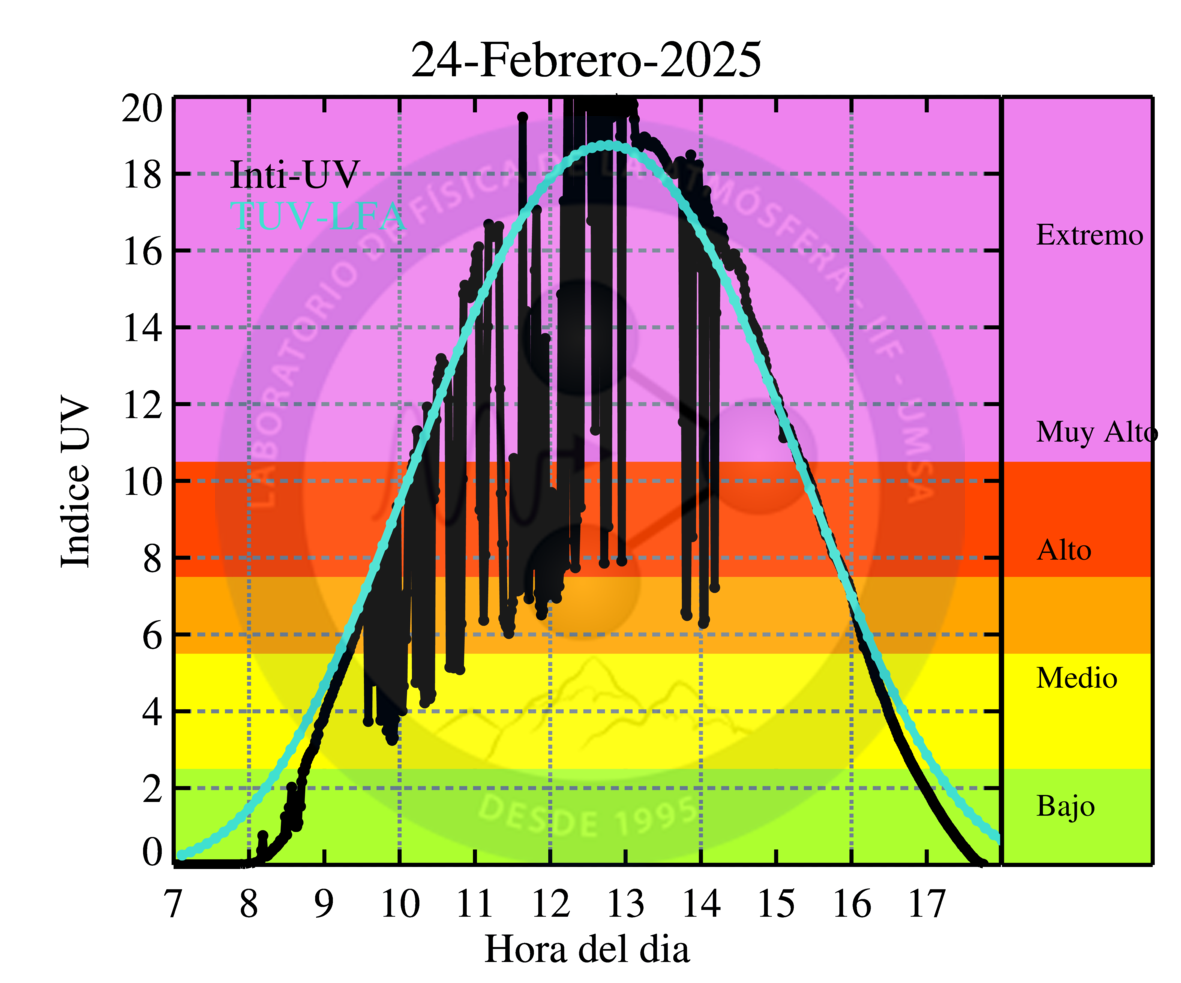 24-Febrero-2025
Indice UV
20
18
16
14
12
10
8
6
4
2
0
Inti-UV
TUV-LFA
LABORATORIO DE FÍSICA DE LA ATMÓSFERA - IIF - UMSA
DESDE 1995
Extremo
Muy Alto
Alto
Medio
Bajo
7 8 9 10 11 12 13 14 15 16 17
Hora del dia